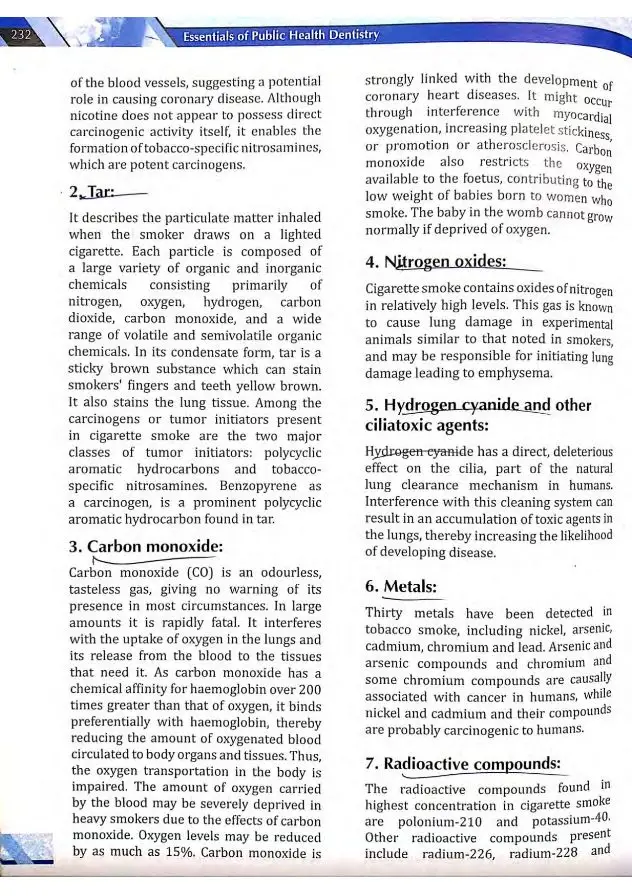 232
Essentials of Public Health Dentistry
of the blood vessels, suggesting a potential
role in causing coronary disease. Although
nicotine does not appear to possess direct
carcinogenic activity itself, it enables the
formation of tobacco-specific nitrosamines,
which are potent carcinogens.
2. Tar:
It describes the particulate matter inhaled
when the smoker draws on a lighted
cigarette. Each particle is composed of
a large variety of organic and inorganic
chemicals consisting primarily of
nitrogen, oxygen, hydrogen, carbon
dioxide, carbon monoxide, and a wide
range of volatile and semivolatile organic
chemicals. In its condensate form, tar is a
sticky brown substance which can stain
smokers' fingers and teeth yellow brown.
It also stains the lung tissue. Among the
carcinogens or tumor initiators present
in cigarette smoke are the two major
classes of tumor initiators: polycyclic
aromatic hydrocarbons and tobacco-
specific nitrosamines. Benzopyrene as
a carcinogen, is a prominent polycyclic
aromatic hydrocarbon found in tar.
3. Carbon monoxide:
Carbon monoxide (CO) is an odourless,
tasteless gas, giving no warning of its
presence in most circumstances. In large
amounts it is rapidly fatal. It interferes
with the uptake of oxygen in the lungs and
its release from the blood to the tissues
that need it. As carbon monoxide has a
chemical affinity for haemoglobin over 200
times greater than that of oxygen, it binds
preferentially with haemoglobin, thereby
reducing the amount of oxygenated blood
circulated to body organs and tissues. Thus,
the oxygen transportation in the body is
impaired. The amount of oxygen carried
by the blood may be severely deprived in
heavy smokers due to the effects of carbon
monoxide. Oxygen levels may be reduced
by as much as 15%. Carbon monoxide is
strongly linked with the development of
coronary heart diseases. It might occur
through interference with myocardial
oxygenation, increasing platelet stickiness,
or promotion or atherosclerosis. Carbon
monoxide also restricts the oxygen
available to the foetus, contributing to the
low weight of babies born to women who
smoke. The baby in the womb cannot grow
normally if deprived of oxygen.
4. Nitrogen oxides:
Cigarette smoke contains oxides of nitrogen
in relatively high levels. This gas is known
to cause lung damage in experimental
animals similar to that noted in smokers,
and may be responsible for initiating lung
damage leading to emphysema.
5. Hydrogen cyanide and other
ciliatoxic agents:
Hydrogen cyanide has a direct, deleterious
effect on the cilia, part of the natural
lung clearance mechanism in humans.
Interference with this cleaning system can
result in an accumulation of toxic agents in
the lungs, thereby increasing the likelihood
of developing disease.
6. Metals:
Thirty metals have been detected in
tobacco smoke, including nickel, arsenic,
cadmium, chromium and lead. Arsenic and
arsenic compounds and chromium and
some chromium compounds are causally
associated with cancer in humans, while
nickel and cadmium and their compounds
are probably carcinogenic to humans.
7. Radioactive compounds:
The radioactive compounds found in
highest concentration in cigarette smoke
are polonium-210 and potassium-40.
Other radioactive compounds present
include radium-226, radium-228 and